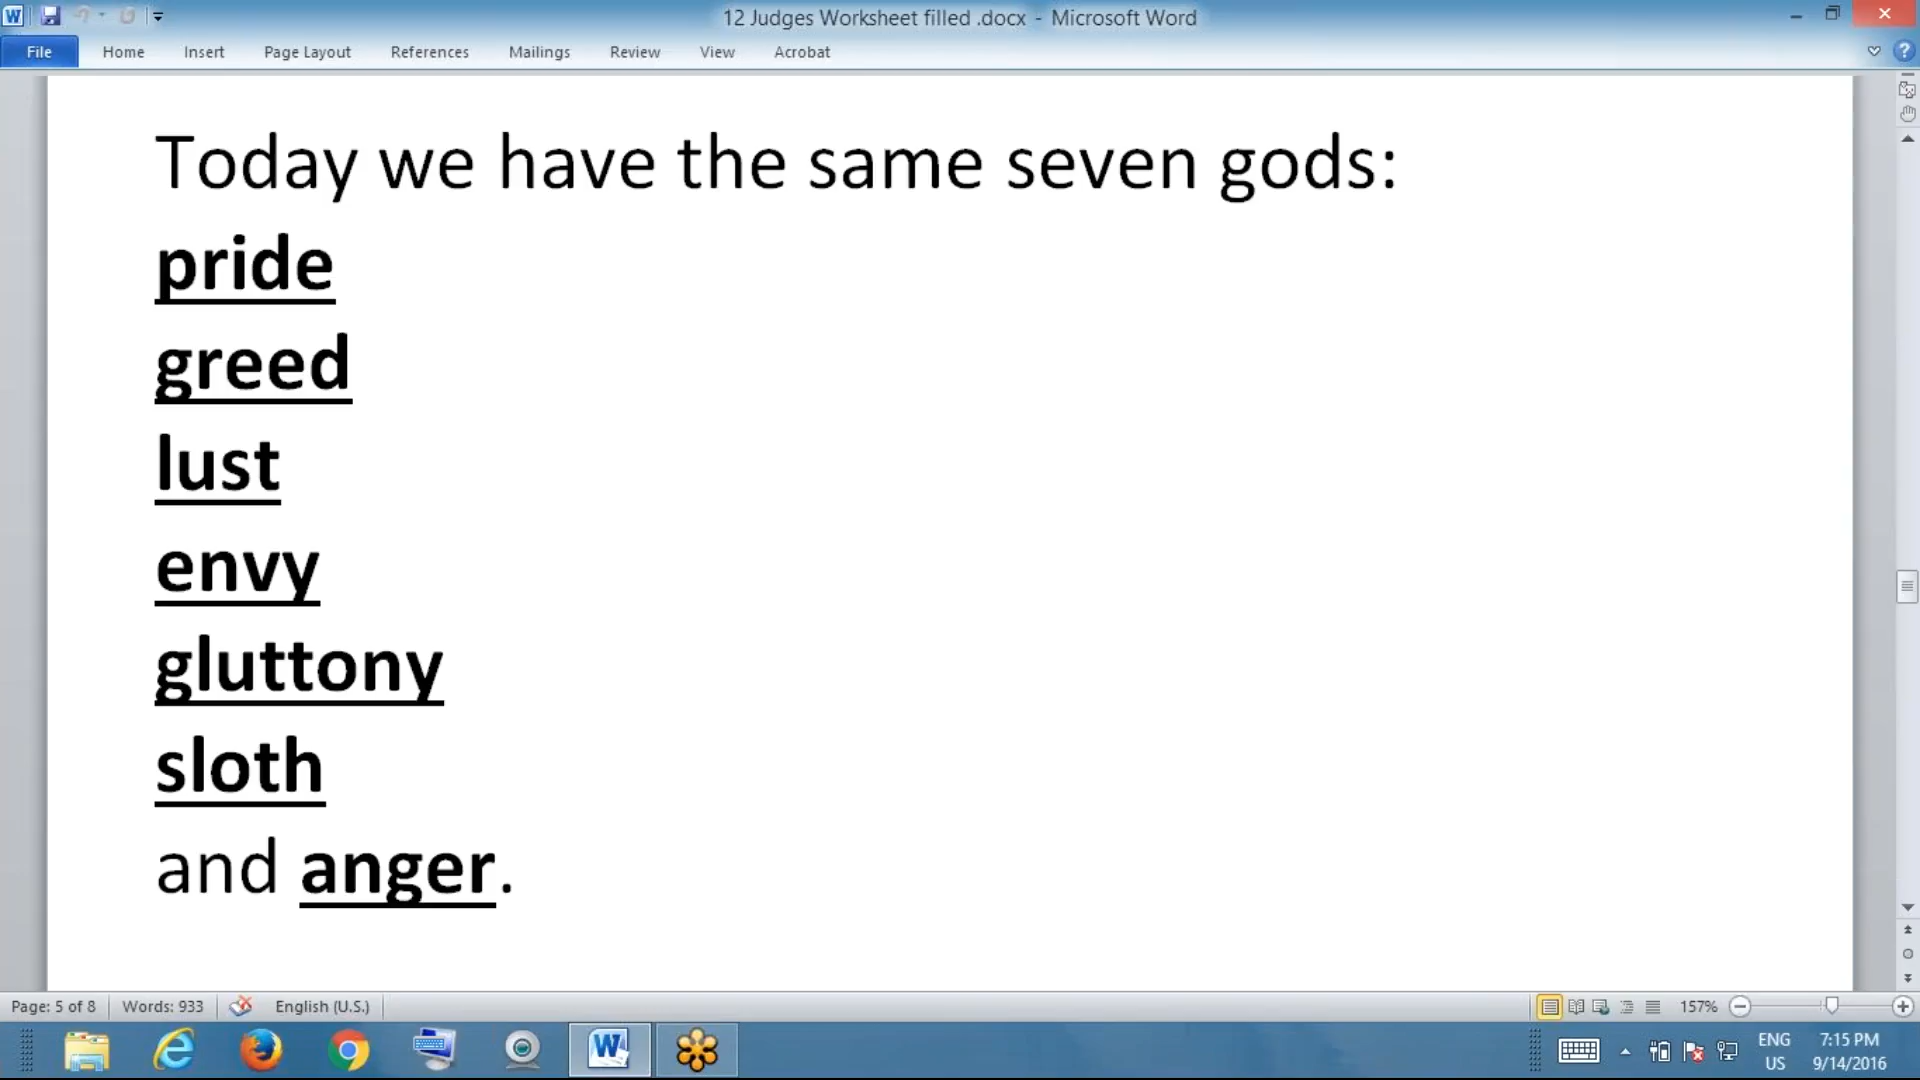 12 Judges Worksheet filled .docx - Microsoft Word
File Home Insert Page Layout References Mailings Review View Acrobat
Today we have the same seven gods:
pride
greed
lust
envy
gluttony
sloth
and anger.
Page: 5 of 8 Words: 933 English (U.S.) 157%
ENG 7:15 PM
US 9/14/2016